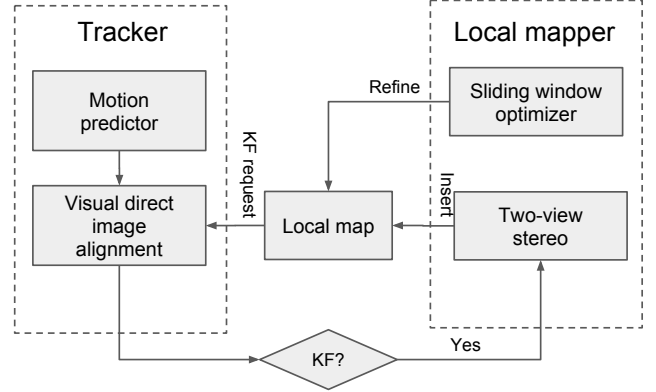 Tracker
Local mapper
Motion
predictor
Refine
Sliding window
optimizer
KF request
Insert
Visual direct
image
alignment
Local map
Two-view
stereo
KF?
Yes